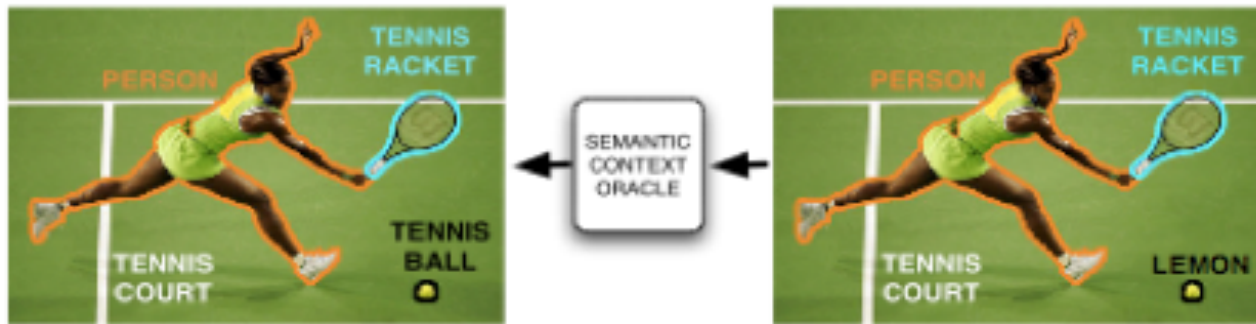 PERSON
TENNIS
RACKET
TENNIS
BALL
TENNIS
COURT
SEMANTIC
CONTEXT
ORACLE
PERSON
TENNIS
RACKET
TENNIS
COURT
LEMON